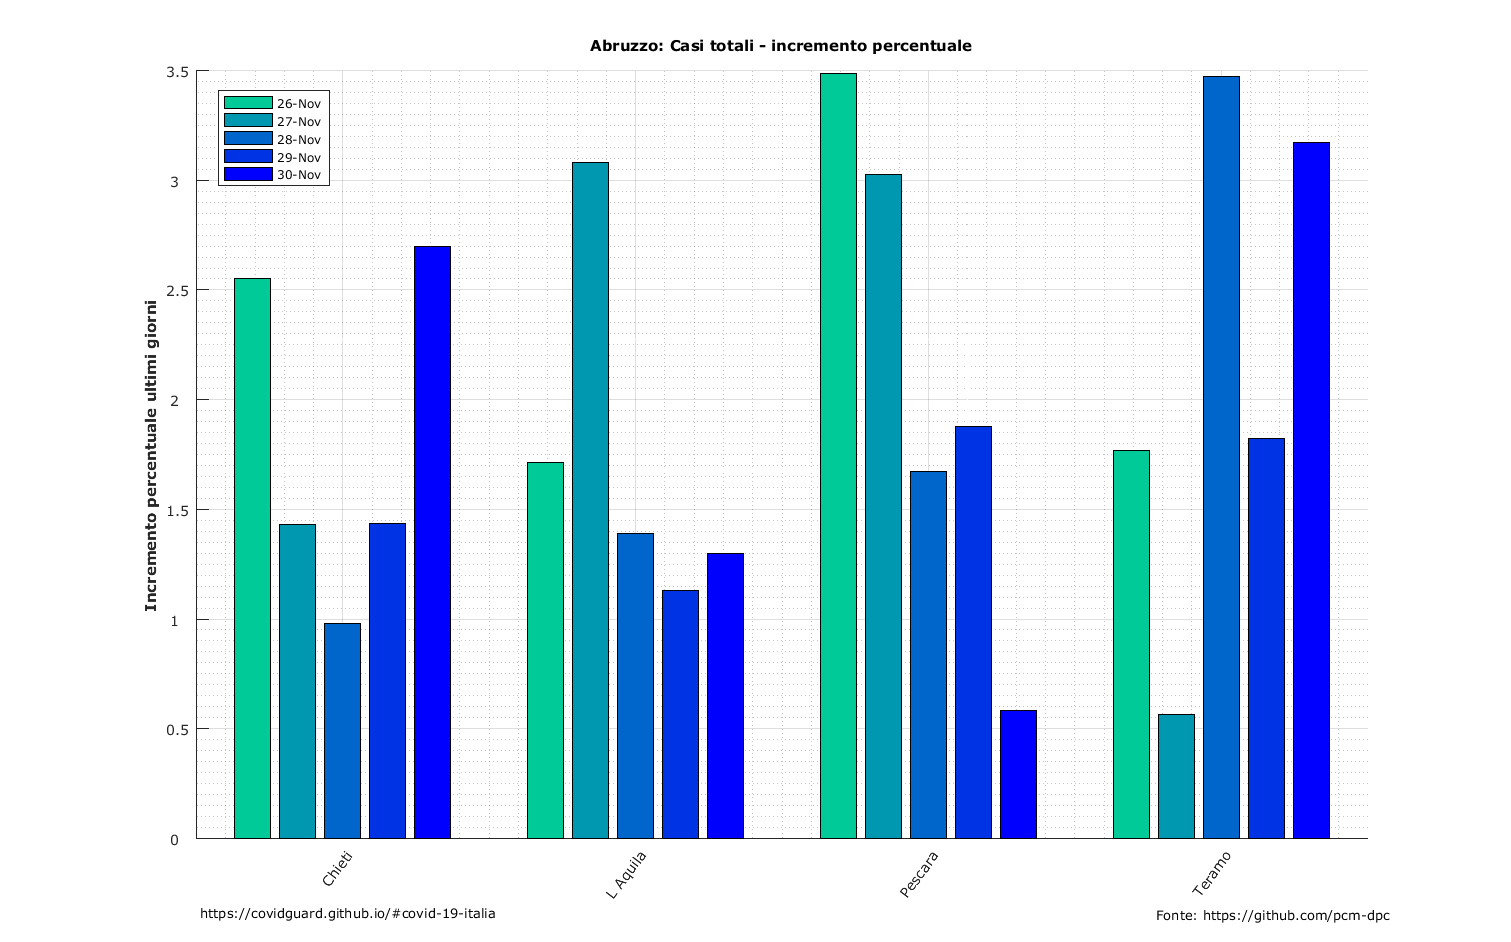 Abruzzo: Casi totali - incremento percentuale
26-Nov
27-Nov
28-Nov
29-Nov
30-Nov
Incremento percentuale ultimi giorni
3.5
3
2.5
2
1.5
1
0.5
0
Chieti
L Aquila
Pescara
Teramo
https://covidguard.github.io/#covid-19-italia
Fonte: https://github.com/pcm-dpc